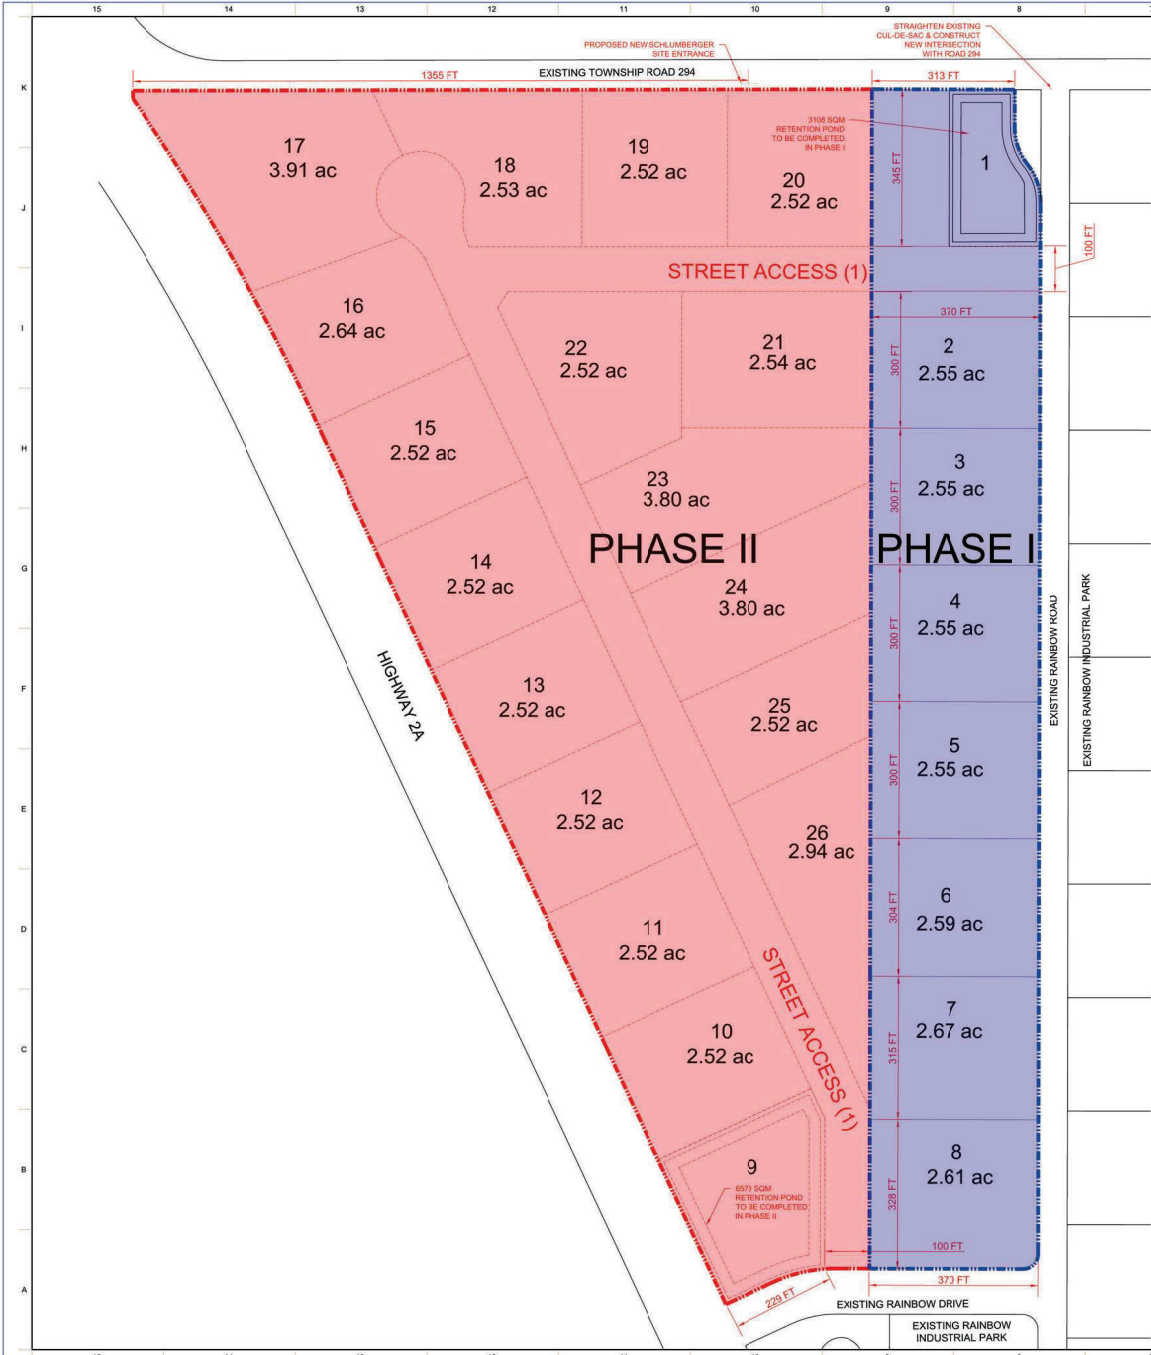 15 14 13 12 11 10 9 8 7
STRAIGHTEN EXISTING
CUL-DE-SAC & CONSTRUCT
NEW INTERSECTION
WITH ROAD 294
PROPOSED NEW SCHLUMBERGER
SITE ENTRANCE
EXISTING TOWNSHIP ROAD 294
1355 FT
313 FT
K
3108 SQM
RETENTION POND
TO BE COMPLETED
IN PHASE I
345 FT
1
17
3.91 ac
18
2.53 ac
19
2.52 ac
20
2.52 ac
J
100 FT
STREET ACCESS (1)
370 FT
16
2.64 ac
I
22
2.52 ac
21
2.54 ac
300 FT
2
2.55 ac
15
2.52 ac
H
23
3.80 ac
300 FT
3
2.55 ac
PHASE II
PHASE I
14
2.52 ac
G
24
3.80 ac
300 FT
4
2.55 ac
EXISTING RAINBOW ROAD
EXISTING RAINBOW INDUSTRIAL PARK
HIGHWAY 2A
13
2.52 ac
F
25
2.52 ac
300 FT
5
2.55 ac
12
2.52 ac
E
26
2.94 ac
304 FT
6
2.59 ac
11
2.52 ac
D
STREET ACCESS (1)
10
2.52 ac
C
315 FT
7
2.67 ac
9
B
6571 SQM
RETENTION POND
TO BE COMPLETED
IN PHASE II
328 FT
8
2.61 ac
100 FT
A
229 FT
370 FT
EXISTING RAINBOW DRIVE
EXISTING RAINBOW
INDUSTRIAL PARK